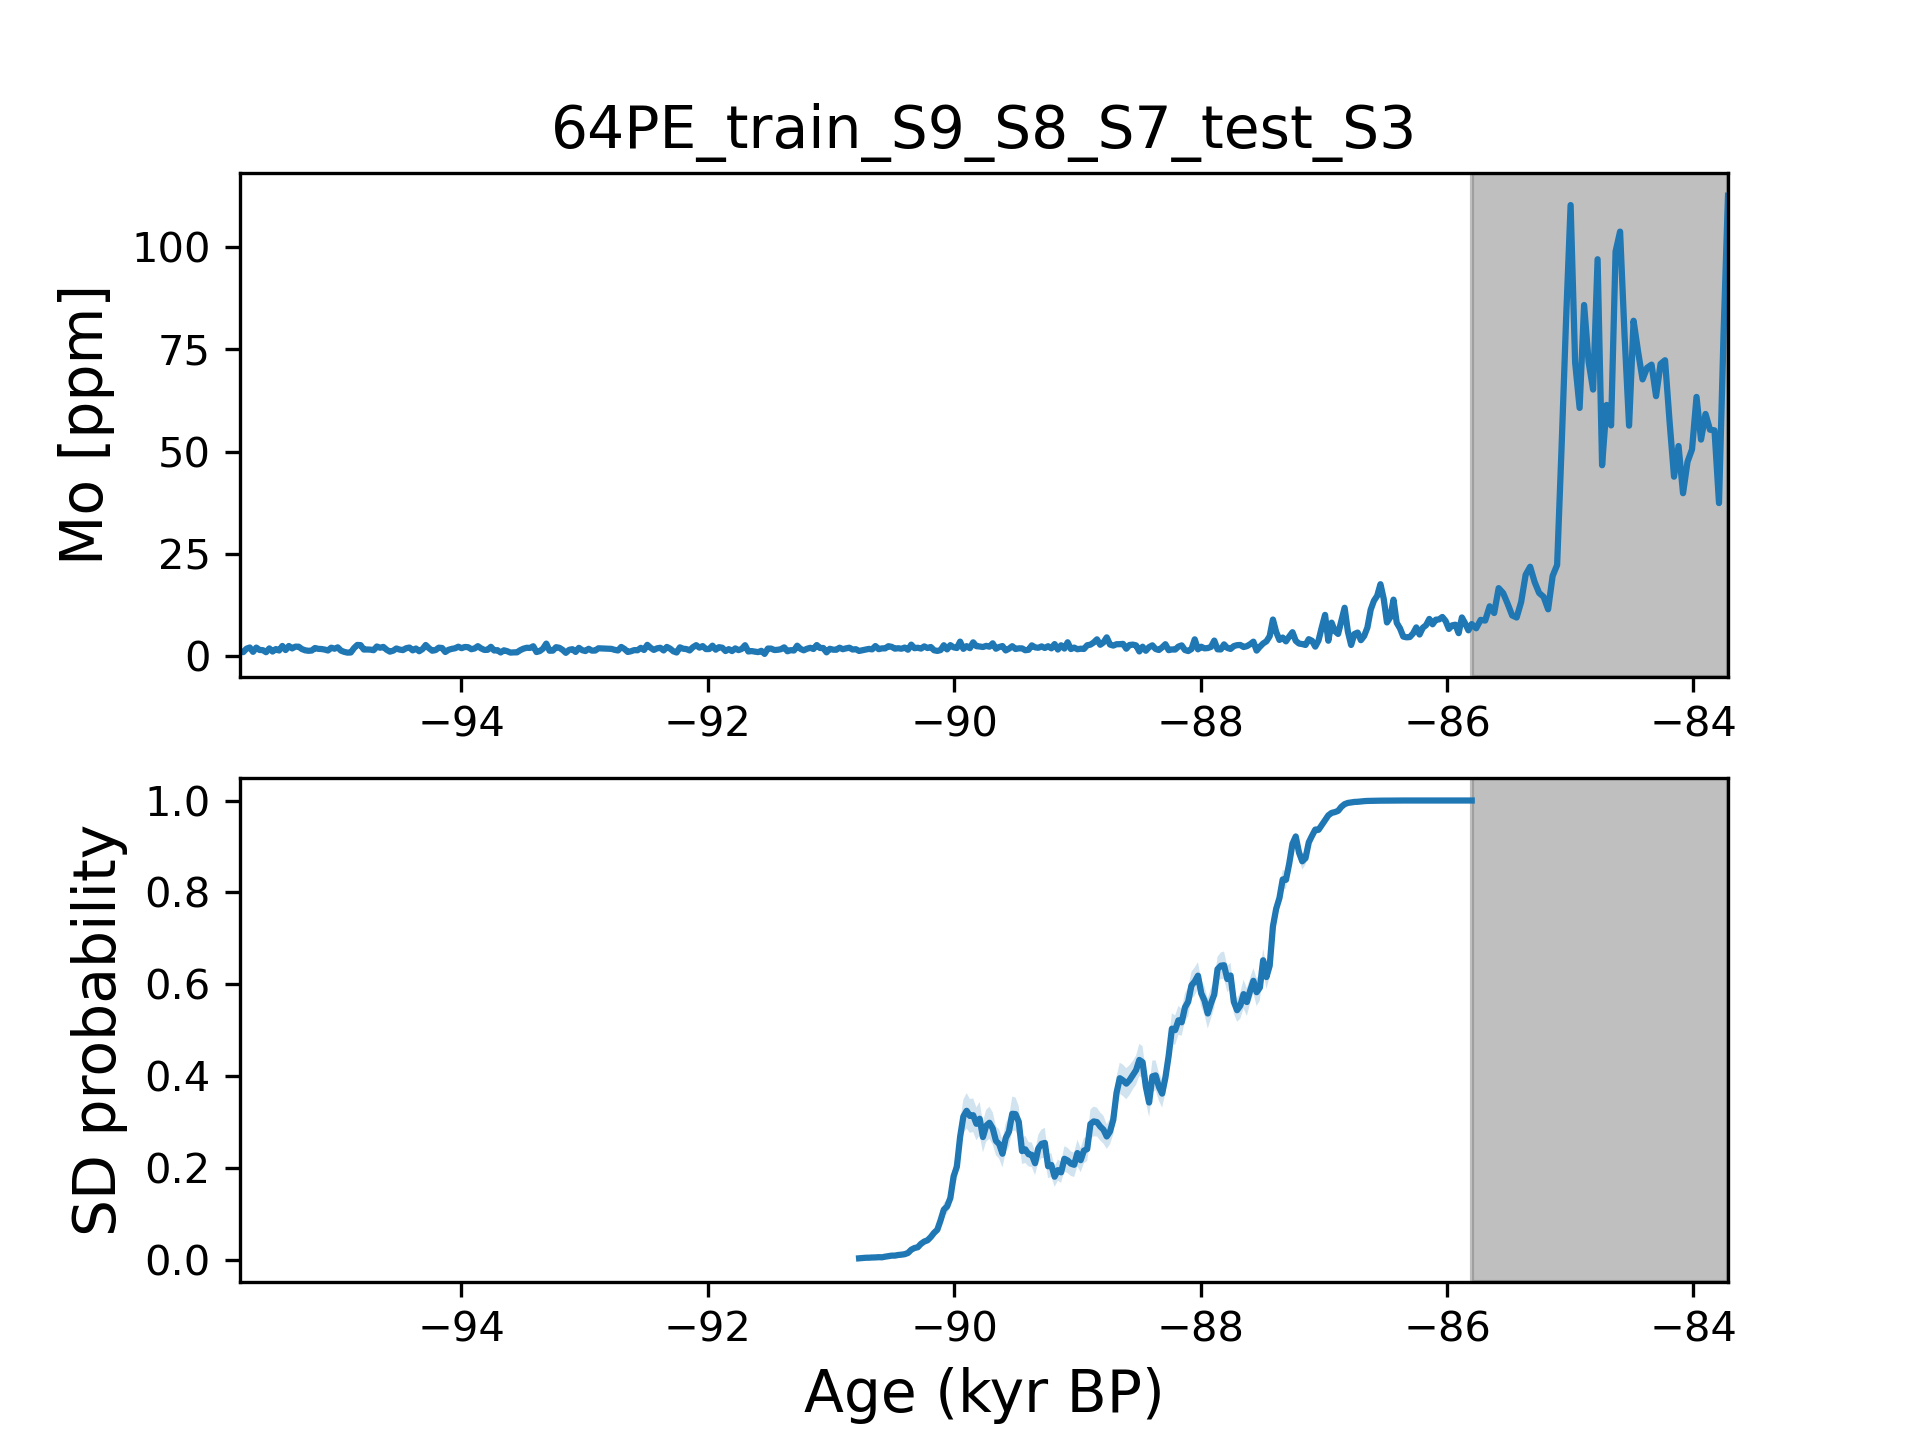 64PE_train_S9_S8_S7_test_S3
Mo [ppm]
100
75
50
25
0
−94 −92 −90 −88 −86 −84
SD probability
1.0
0.8
0.6
0.4
0.2
0.0
−94 −92 −90 −88 −86 −84
Age (kyr BP)